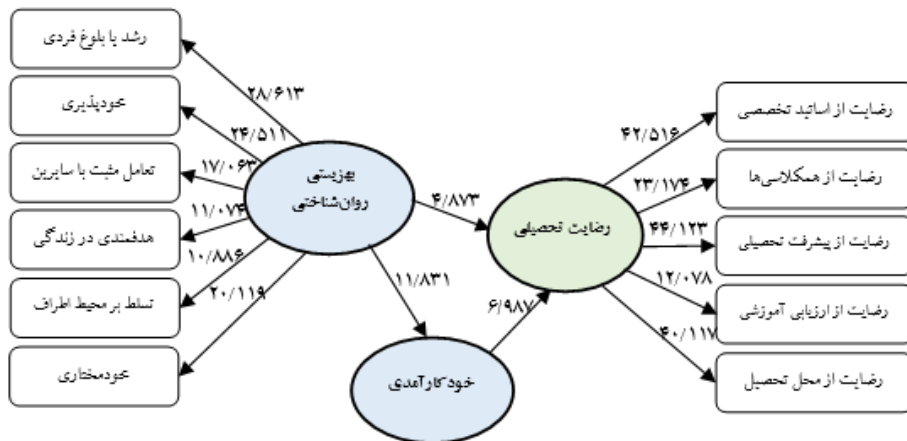 رشد یا بلوغ فردی
خودپذیری
تعامل مثبت با سایرین
هدفمندی در زندگی
تسلط بر محیط اطراف
خودمختاری
۲۸/۶۱۳
۲۴/۵۱۱
۱۷/۰۶۳
۱۱/۰۷۴
۱۰/۸۸۶
۲۰/۱۱۹
بهزیستی
روان‌شناختی
۴/۸۷۳
۱۱/۸۳۱
۶/۹۸۷
خودکارآمدی
رضایت تحصیلی
۴۲/۵۱۶
۲۳/۱۷۴
۴۴/۱۲۳
۱۲/۰۷۸
۴۰/۱۱۷
رضایت از اساتید تخصصی
رضایت از همکلاسی‌ها
رضایت از پیشرفت تحصیلی
رضایت از ارزیابی آموزشی
رضایت از محل تحصیل